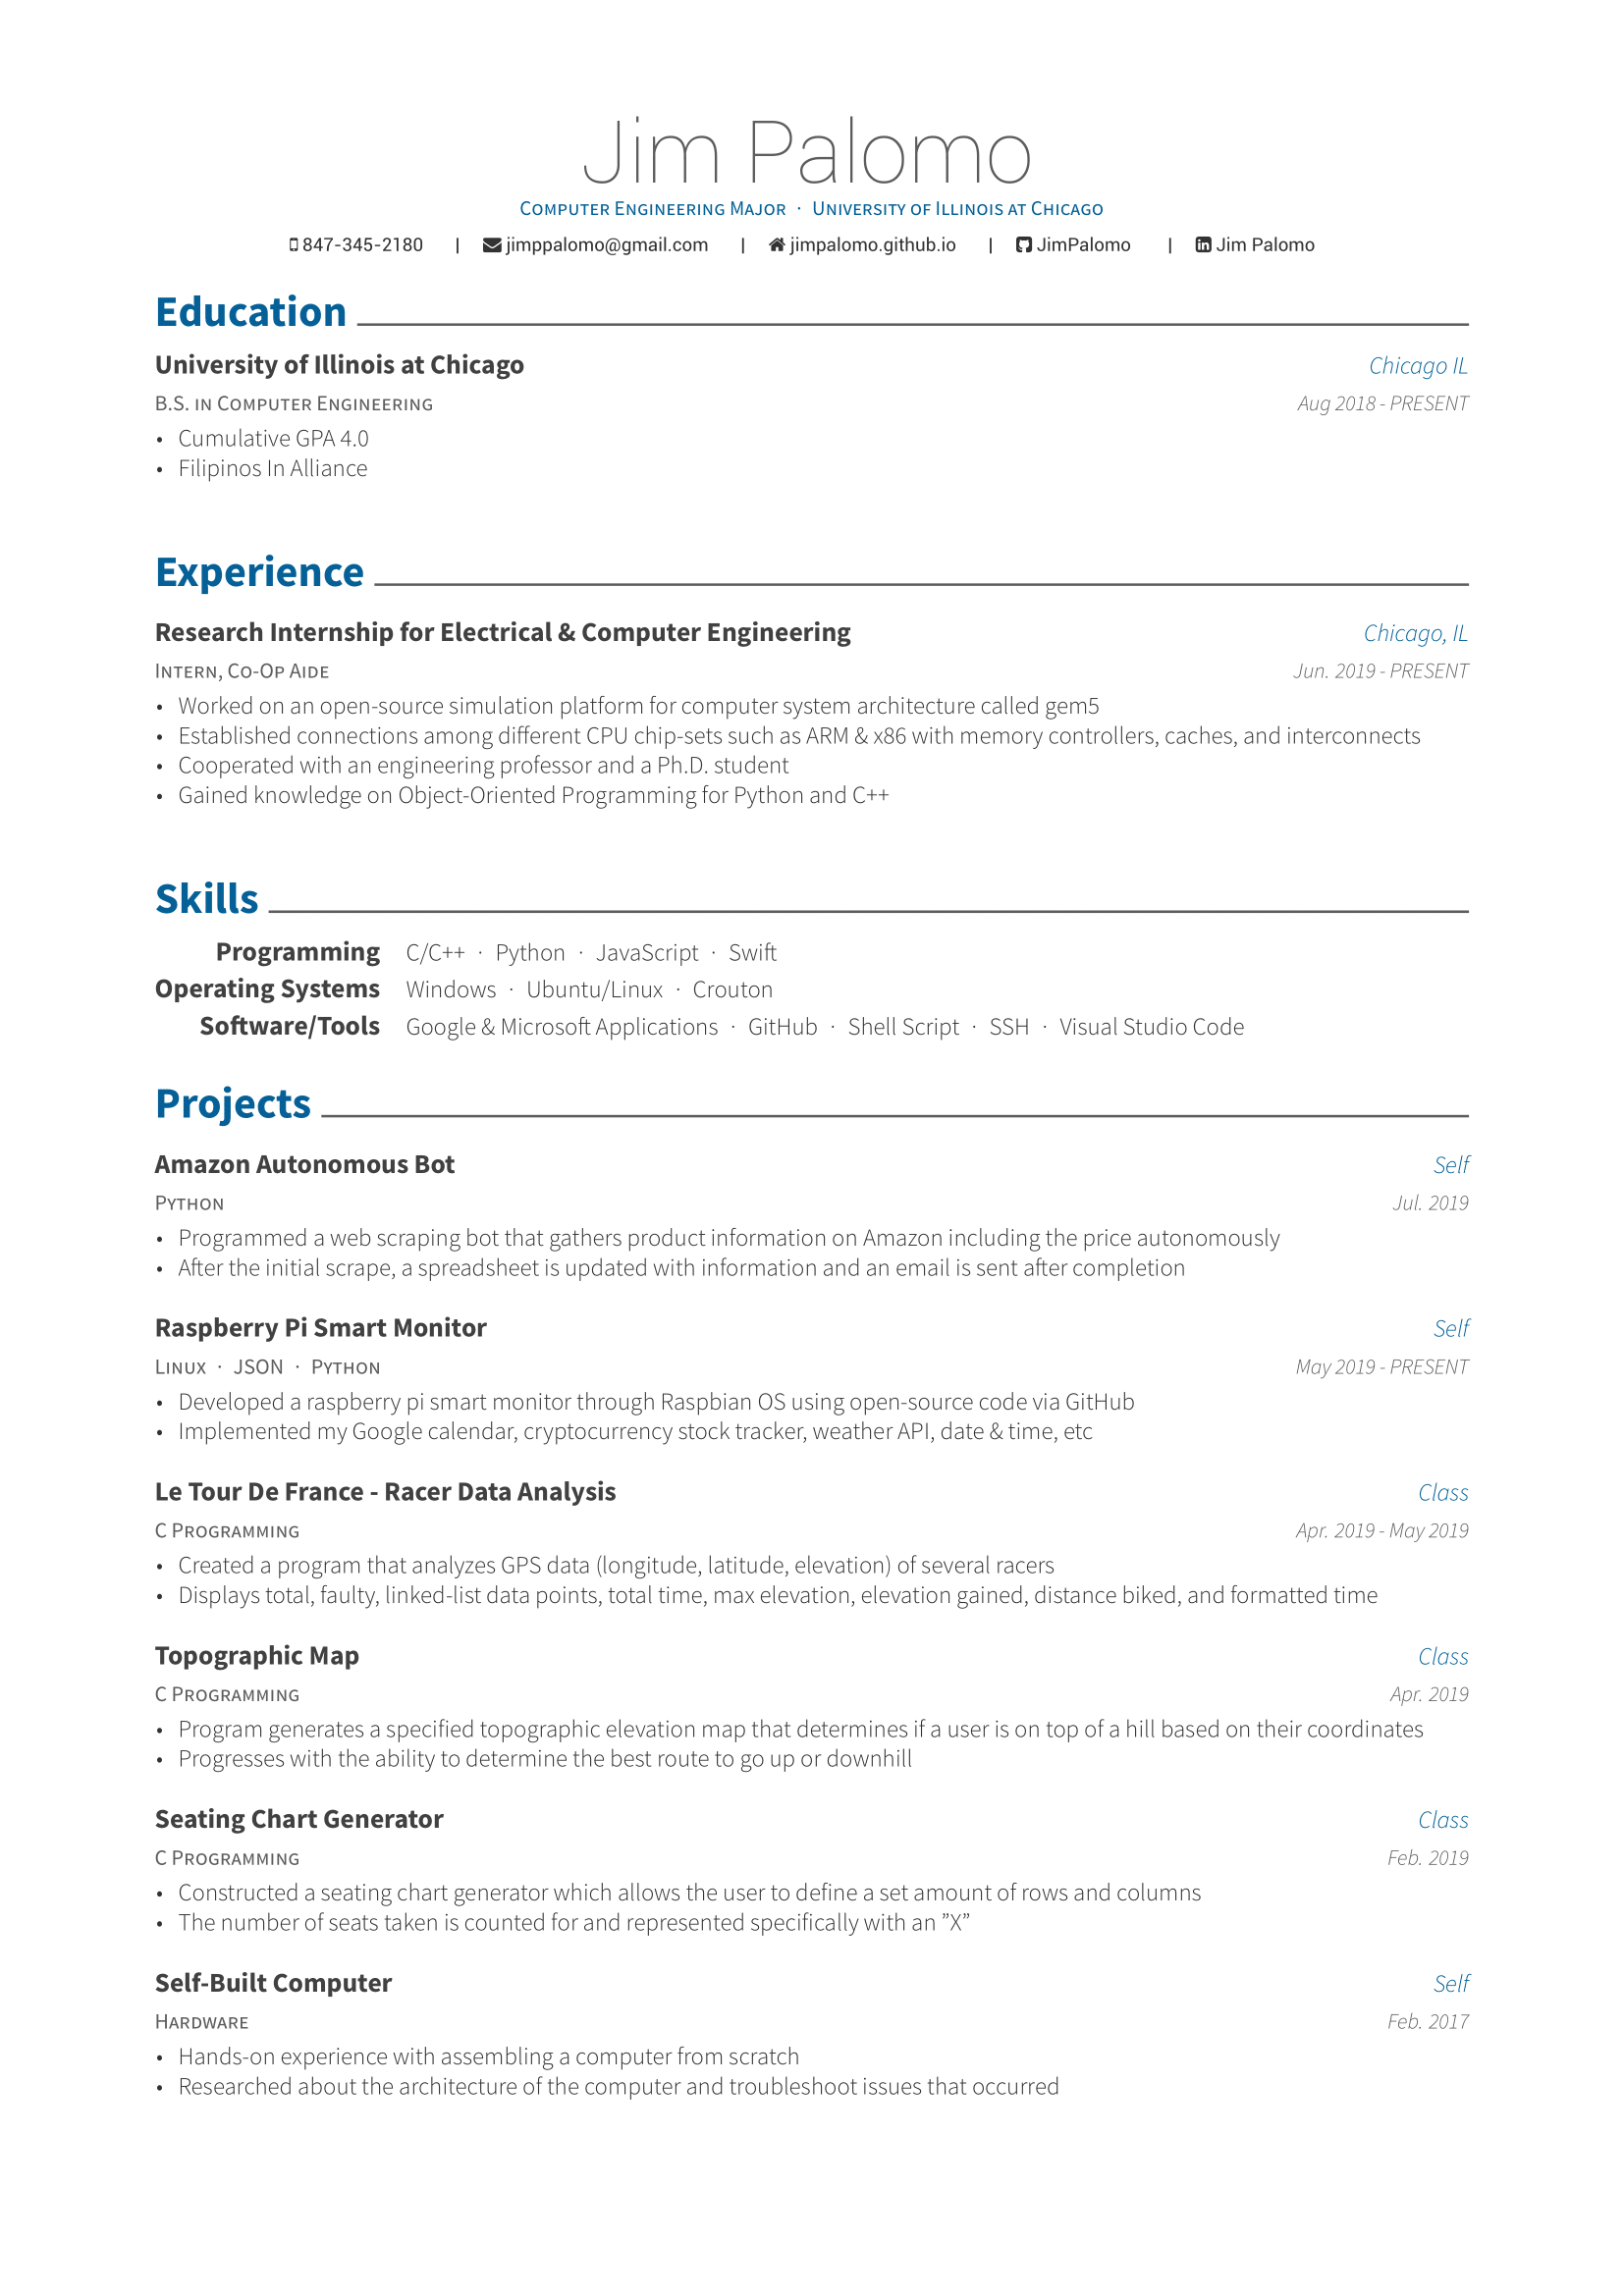 Jim Palomo
Computer Engineering Major · University of Illinois at Chicago
847-345-2180 | jimppalomo@gmail.com | jimpalomo.github.io | JimPalomo | Jim Palomo
Education
University of Illinois at Chicago Chicago IL
B.S. in Computer Engineering Aug 2018 - PRESENT
• Cumulative GPA 4.0
• Filipinos In Alliance
Experience
Research Internship for Electrical & Computer Engineering Chicago, IL
Intern, Co-Op Aide Jun. 2019 - PRESENT
• Worked on an open-source simulation platform for computer system architecture called gem5
• Established connections among different CPU chip-sets such as ARM & x86 with memory controllers, caches, and interconnects
• Cooperated with an engineering professor and a Ph.D. student
• Gained knowledge on Object-Oriented Programming for Python and C++
Skills
Programming C/C++ · Python · JavaScript · Swift
Operating Systems Windows · Ubuntu/Linux · Crouton
Software/Tools Google & Microsoft Applications · GitHub · Shell Script · SSH · Visual Studio Code
Projects
Amazon Autonomous Bot Self
Python Jul. 2019
• Programmed a web scraping bot that gathers product information on Amazon including the price autonomously
• After the initial scrape, a spreadsheet is updated with information and an email is sent after completion
Raspberry Pi Smart Monitor Self
Linux · JSON · Python May 2019 - PRESENT
• Developed a raspberry pi smart monitor through Raspbian OS using open-source code via GitHub
• Implemented my Google calendar, cryptocurrency stock tracker, weather API, date & time, etc
Le Tour De France - Racer Data Analysis Class
C Programming Apr. 2019 - May 2019
• Created a program that analyzes GPS data (longitude, latitude, elevation) of several racers
• Displays total, faulty, linked-list data points, total time, max elevation, elevation gained, distance biked, and formatted time
Topographic Map Class
C Programming Apr. 2019
• Program generates a specified topographic elevation map that determines if a user is on top of a hill based on their coordinates
• Progresses with the ability to determine the best route to go up or downhill
Seating Chart Generator Class
C Programming Feb. 2019
• Constructed a seating chart generator which allows the user to define a set amount of rows and columns
• The number of seats taken is counted for and represented specifically with an ”X”
Self-Built Computer Self
Hardware Feb. 2017
• Hands-on experience with assembling a computer from scratch
• Researched about the architecture of the computer and troubleshoot issues that occurred